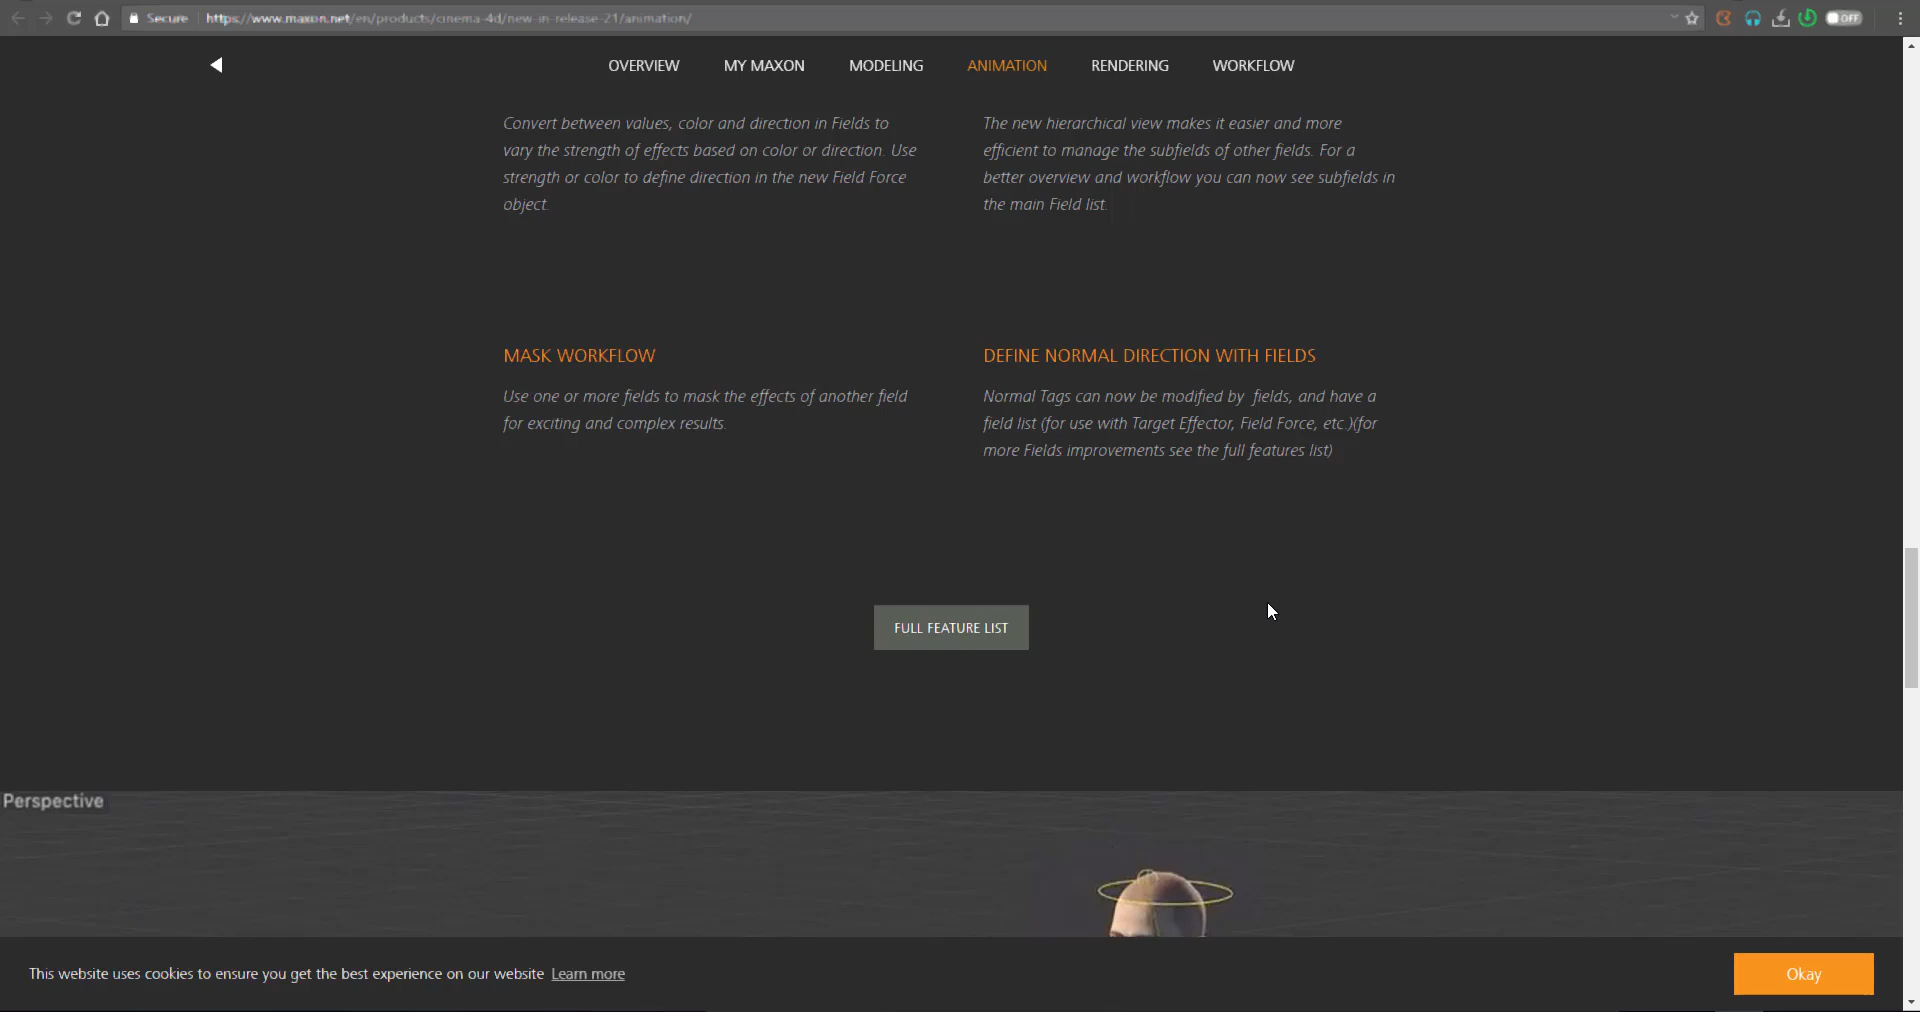 Secure https://www.maxon.net/en/products/cinema-4d/new-in-release-21/animation/
OFF
OVERVIEW MY MAXON MODELING ANIMATION RENDERING WORKFLOW
Convert between values, color and direction in Fields to
vary the strength of effects based on color or direction. Use
strength or color to define direction in the new Field Force
object.
The new hierarchical view makes it easier and more
efficient to manage the subfields of other fields. For a
better overview and workflow you can now see subfields in
the main Field list.
MASK WORKFLOW
Use one or more fields to mask the effects of another field
for exciting and complex results.
DEFINE NORMAL DIRECTION WITH FIELDS
Normal Tags can now be modified by fields, and have a
field list (for use with Target Effector, Field Force, etc.)(for
more Fields improvements see the full features list)
FULL FEATURE LIST
Perspective
This website uses cookies to ensure you get the best experience on our website Learn more
Okay